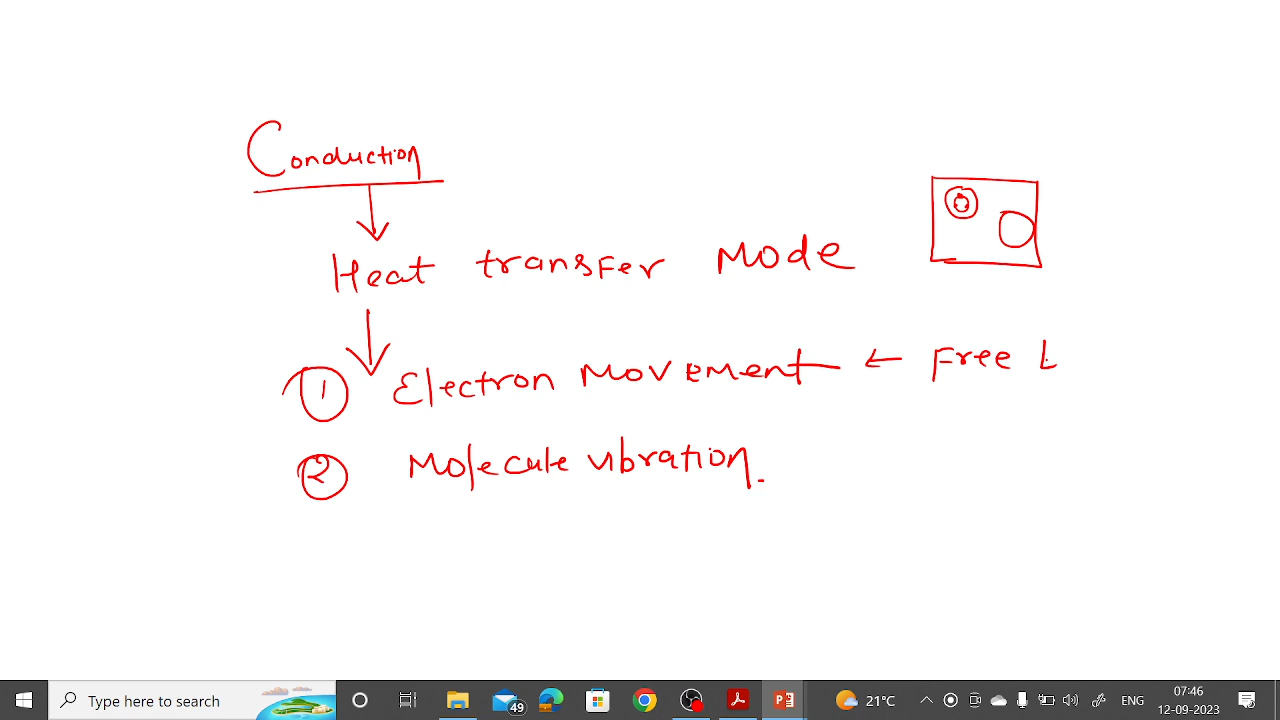 Conduction
Heat transfer Mode
1 Electron Movement ← Free
2 Molecule vibration.
Type here to search
49
21°C
ENG
07:46
12-09-2023